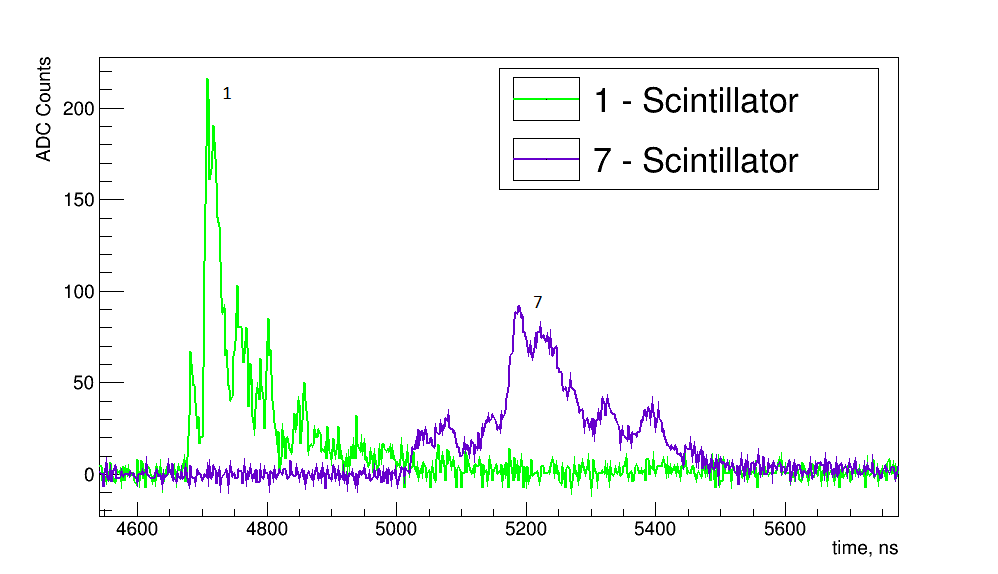 ADC Counts
200
150
100
50
0
1
7
1 - Scintillator
7 - Scintillator
4600 4800 5000 5200 5400 5600
time, ns